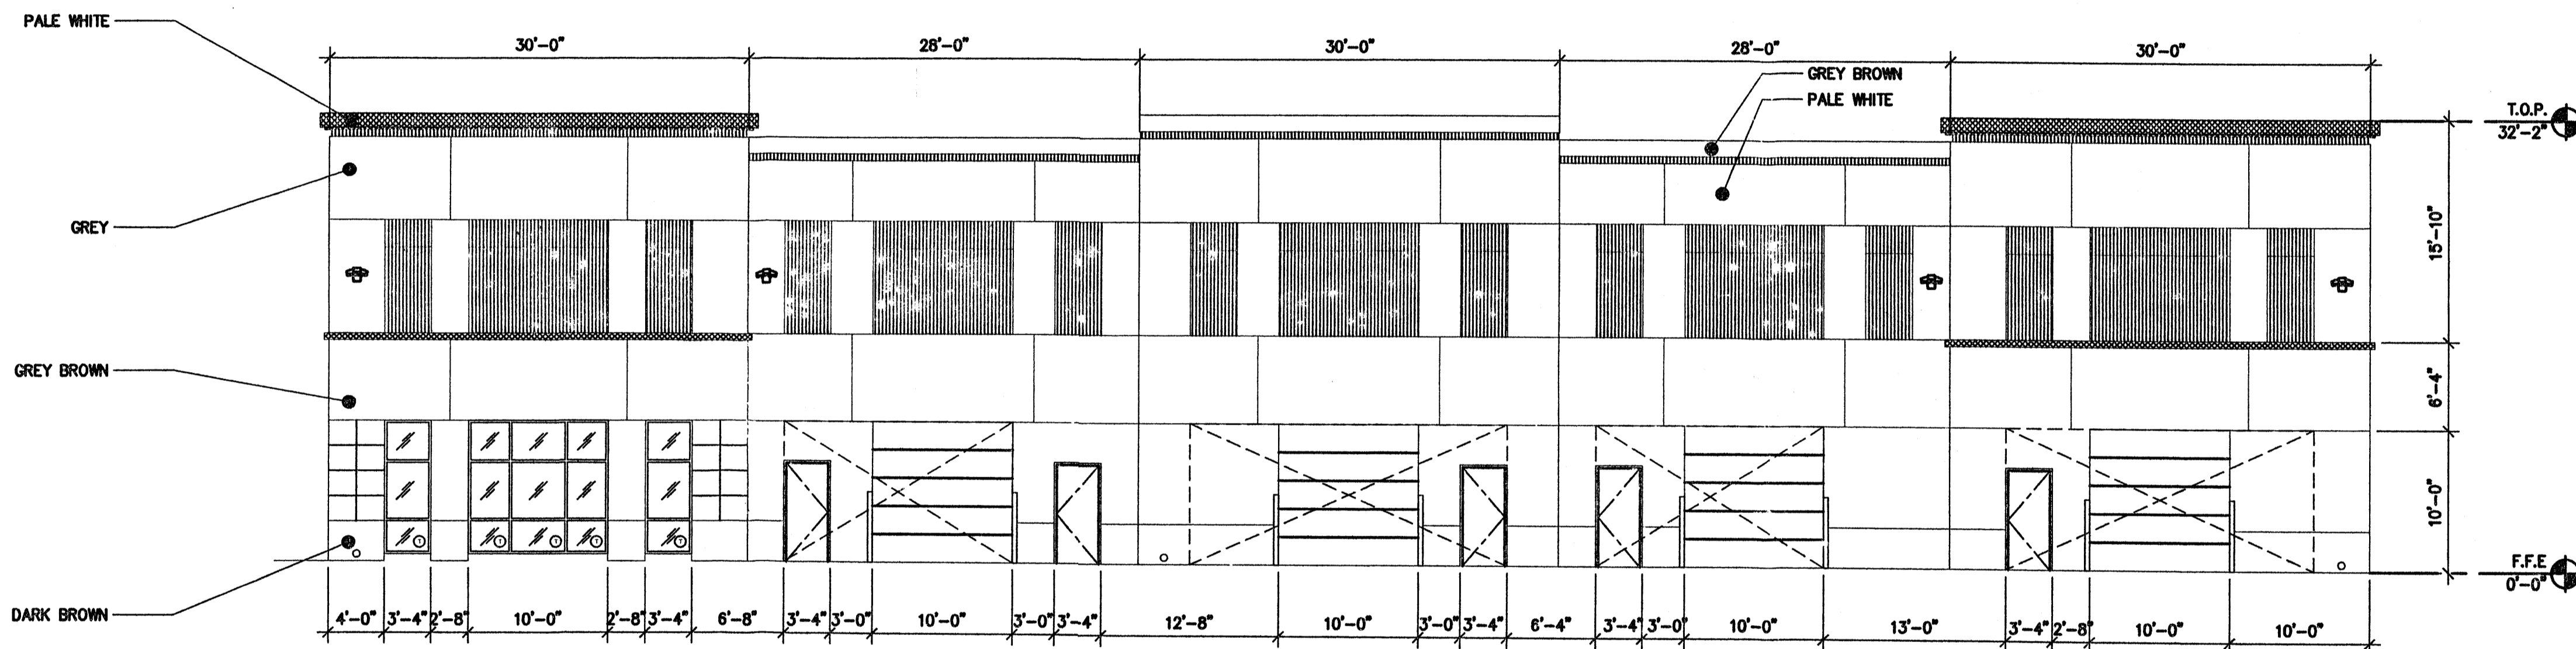 PALE WHITE
30'-0"
28'-0"
30'-0"
28'-0"
30'-0"
GREY BROWN
PALE WHITE
T.O.P.
32'-2"
GREY
15'-10"
GREY BROWN
6'-4"
10'-0"
T
T
T
T
T
F.F.E
0'-0"
DARK BROWN
4'-0"
3'-4"
2'-8"
10'-0"
2'-8"
3'-4"
6'-8"
3'-4"
3'-0"
10'-0"
3'-0"
3'-4"
12'-8"
10'-0"
3'-0"
3'-4"
6'-4"
3'-4"
3'-0"
10'-0"
13'-0"
3'-4"
2'-8"
10'-0"
10'-0"